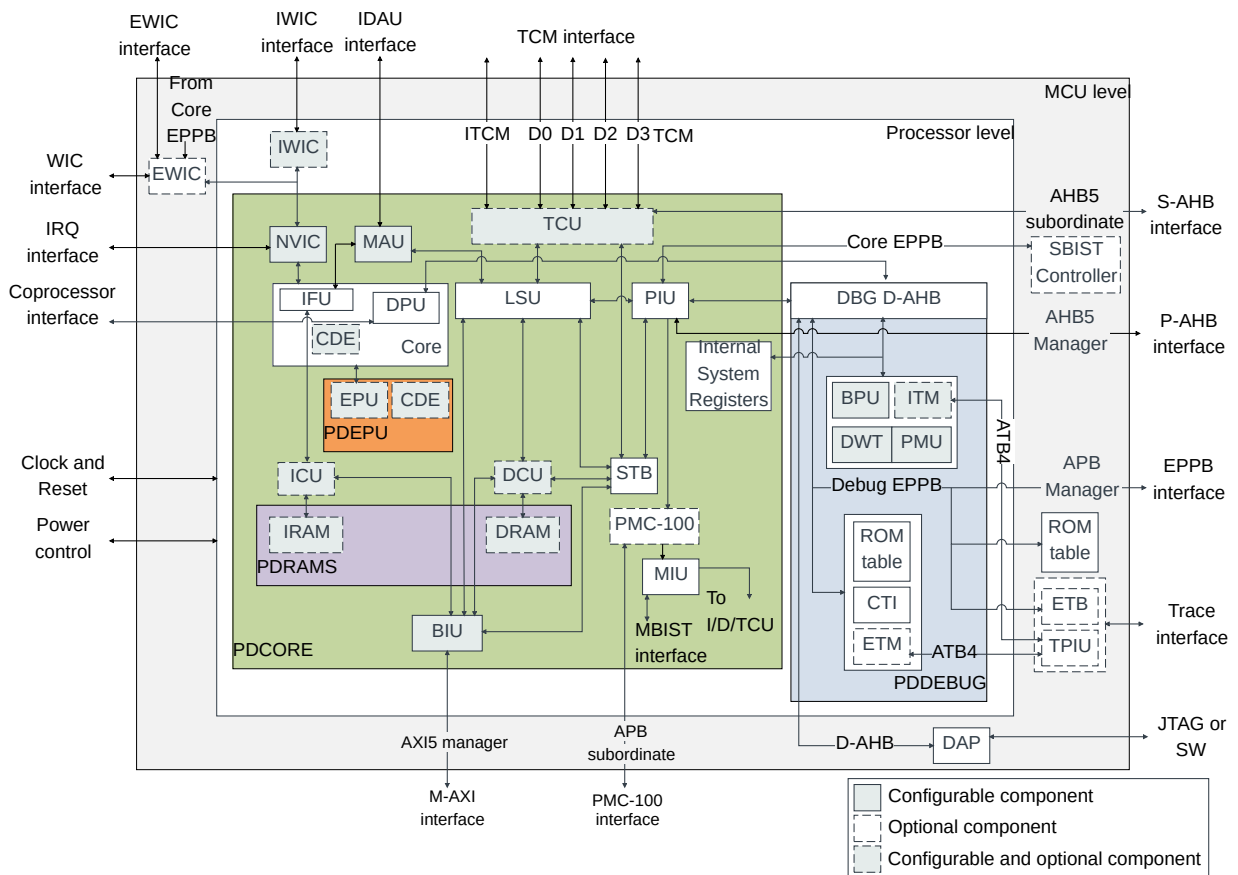 EWIC
interface
IWIC
interface
IDAU
interface
TCM interface
From
Core
EPPB
MCU level
Processor level
ITCM
D0
D1
D2
D3
TCM
IWIC
EWIC
WIC
interface
AHB5
subordinate
S-AHB
interface
TCU
IRQ
interface
NVIC
MAU
Core EPPB
SBIST
Controller
Coprocessor
interface
IFU
DPU
CDE
Core
LSU
PIU
DBG D-AHB
AHB5
Manager
P-AHB
interface
Internal
System
Registers
EPU
CDE
PDEPU
BPU
ITM
DWT
PMU
ATB4
Clock and
Reset
ICU
DCU
STB
Debug EPPB
APB
Manager
EPPB
interface
Power
control
IRAM
DRAM
PDRAMS
PMC-100
MIU
ROM
table
ROM
table
CTI
ETM
ETB
TPIU
Trace
interface
To
I/D/TCU
BIU
MBIST
interface
PDCORE
ATB4
PDDEBUG
AXI5 manager
APB
subordinate
D-AHB
DAP
JTAG or
SW
M-AXI
interface
PMC-100
interface
Configurable component
Optional component
Configurable and optional component